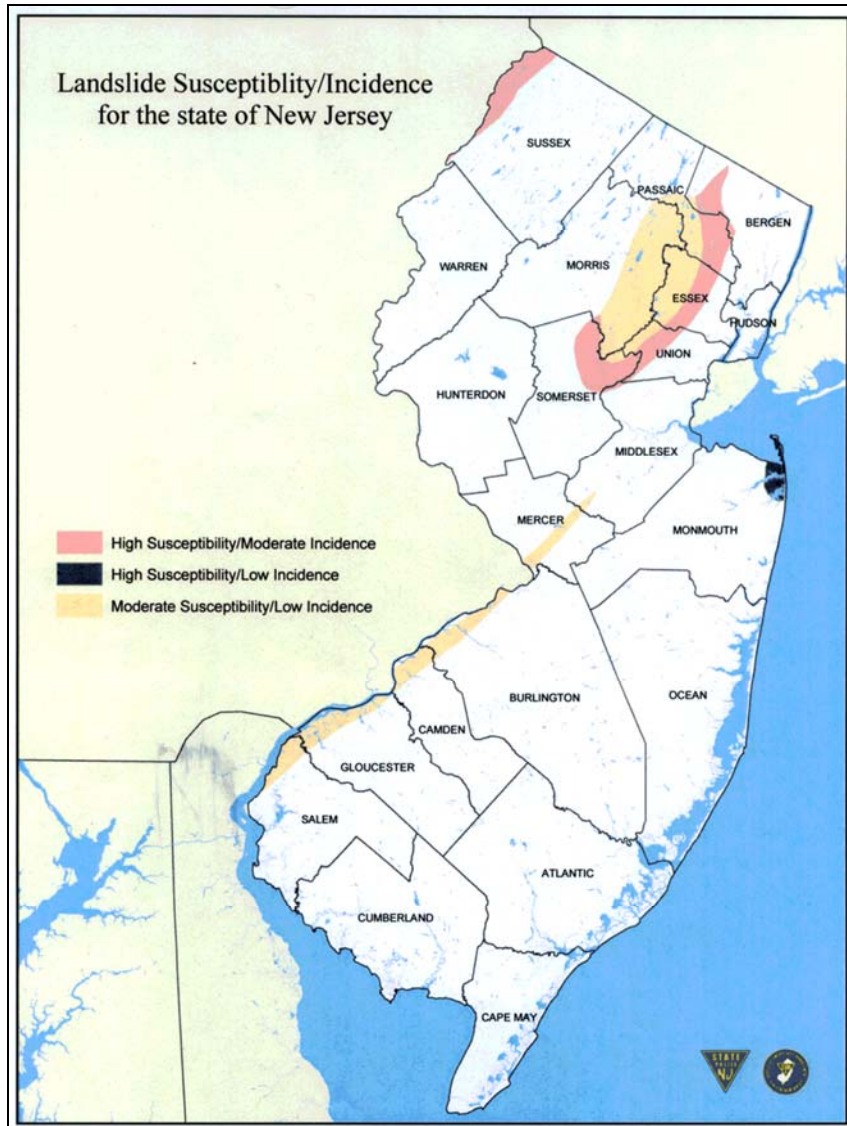 Landslide Susceptiblity/Incidence
for the state of New Jersey
SUSSEX
PASSAIC
BERGEN
WARREN
MORRIS
ESSEX
HUDSON
UNION
HUNTERDON
SOMERSET
MIDDLESEX
MERCER
MONMOUTH
High Susceptibility/Moderate Incidence
High Susceptibility/Low Incidence
Moderate Susceptibility/Low Incidence
OCEAN
BURLINGTON
CAMDEN
GLOUCESTER
SALEM
ATLANTIC
CUMBERLAND
CAPE MAY
STATE
POLICE
NJ